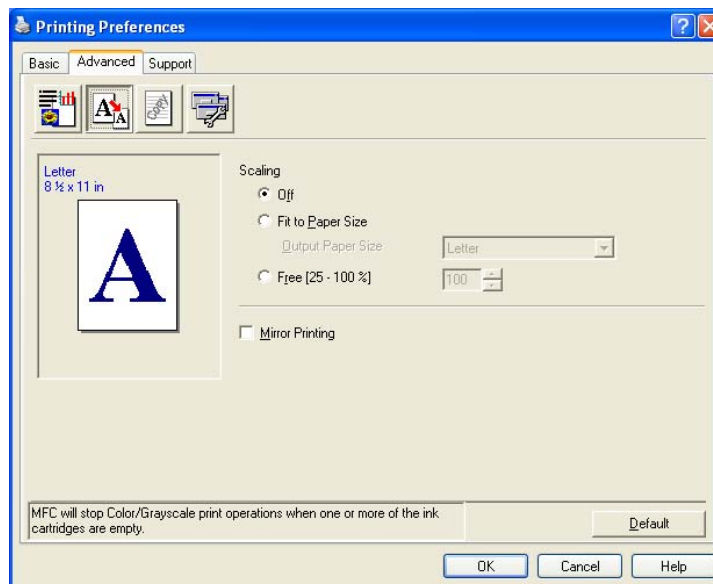 Printing Preferences
Basic Advanced Support
A A COPY
Letter
8 ½ x 11 in
A
Scaling
Off
Fit to Paper Size
Output Paper Size Letter
Free [25 - 100 %] 100
Mirror Printing
MFC will stop Color/Grayscale print operations when one or more of the ink
cartridges are empty.
Default
OK Cancel Help